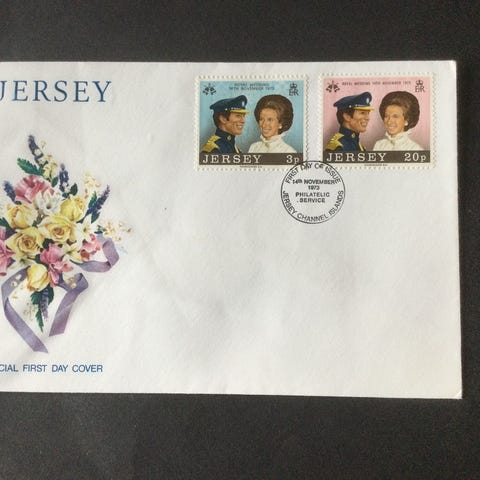 JERSEY
ROYAL WEDDING
14TH NOVEMBER 1973
ROYAL WEDDING 14TH NOVEMBER 1973
JERSEY 3p
JERSEY 20p
FIRST DAY OF ISSUE
14th NOVEMBER
1973
PHILATELIC
SERVICE
JERSEY CHANNEL ISLANDS
CIAL FIRST DAY COVER